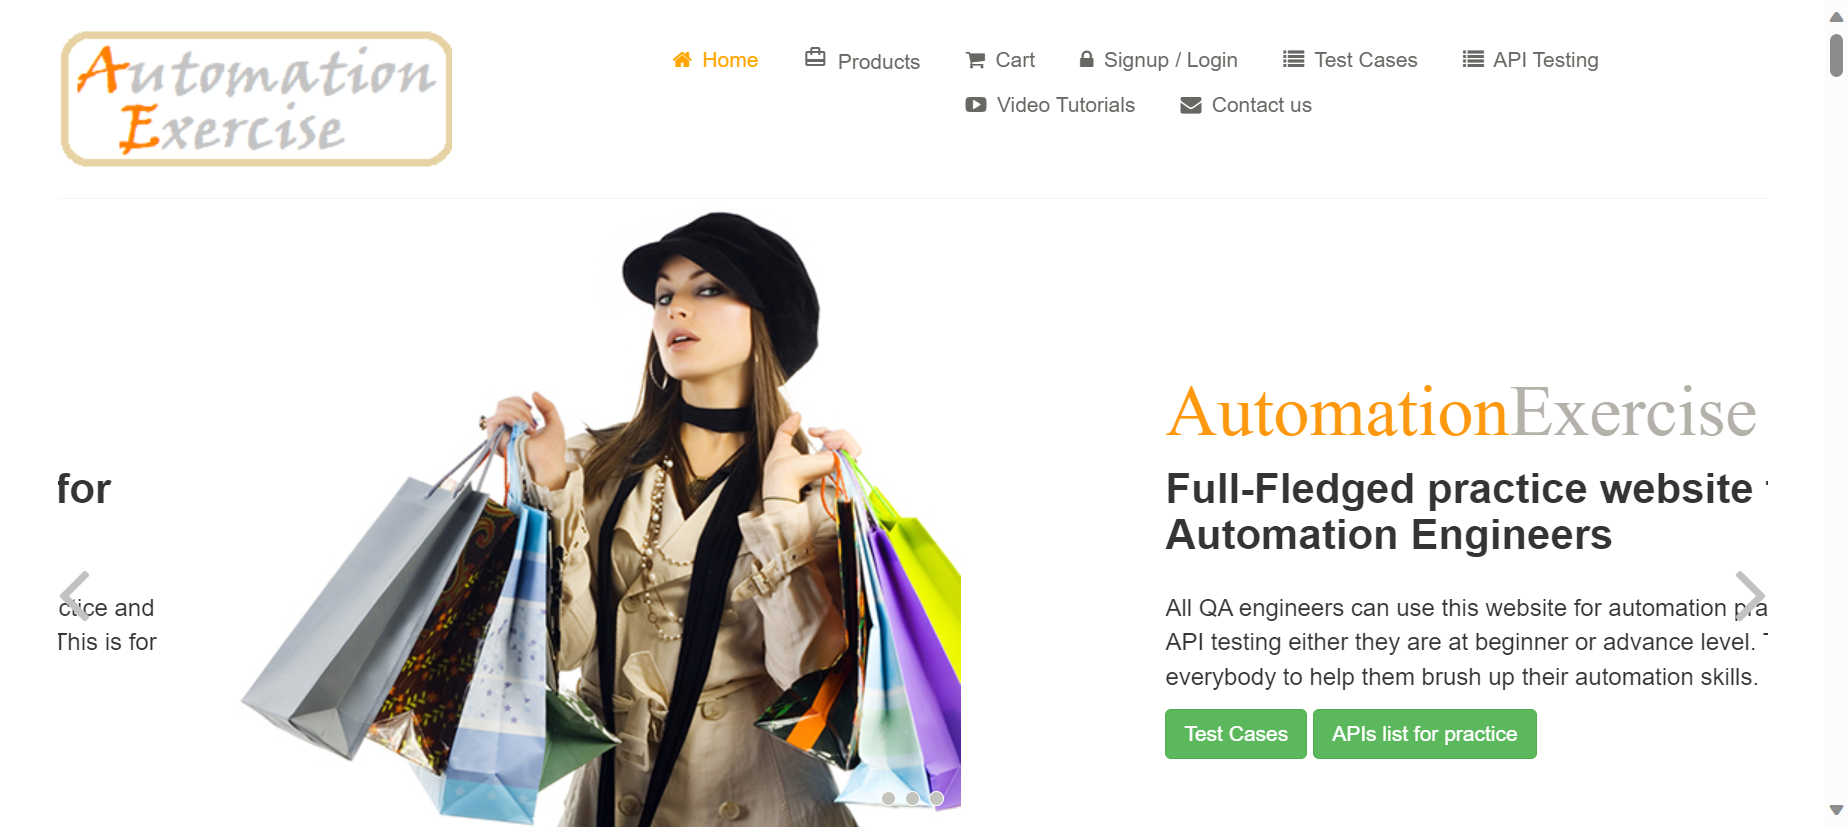 Automation
Exercise
Home
Products
Cart
Signup / Login
Test Cases
API Testing
Video Tutorials
Contact us
for
ctice and
This is for
AutomationExercise
Full-Fledged practice website
Automation Engineers
All QA engineers can use this website for automation pra
API testing either they are at beginner or advance level.
everybody to help them brush up their automation skills.
Test Cases
APIs list for practice